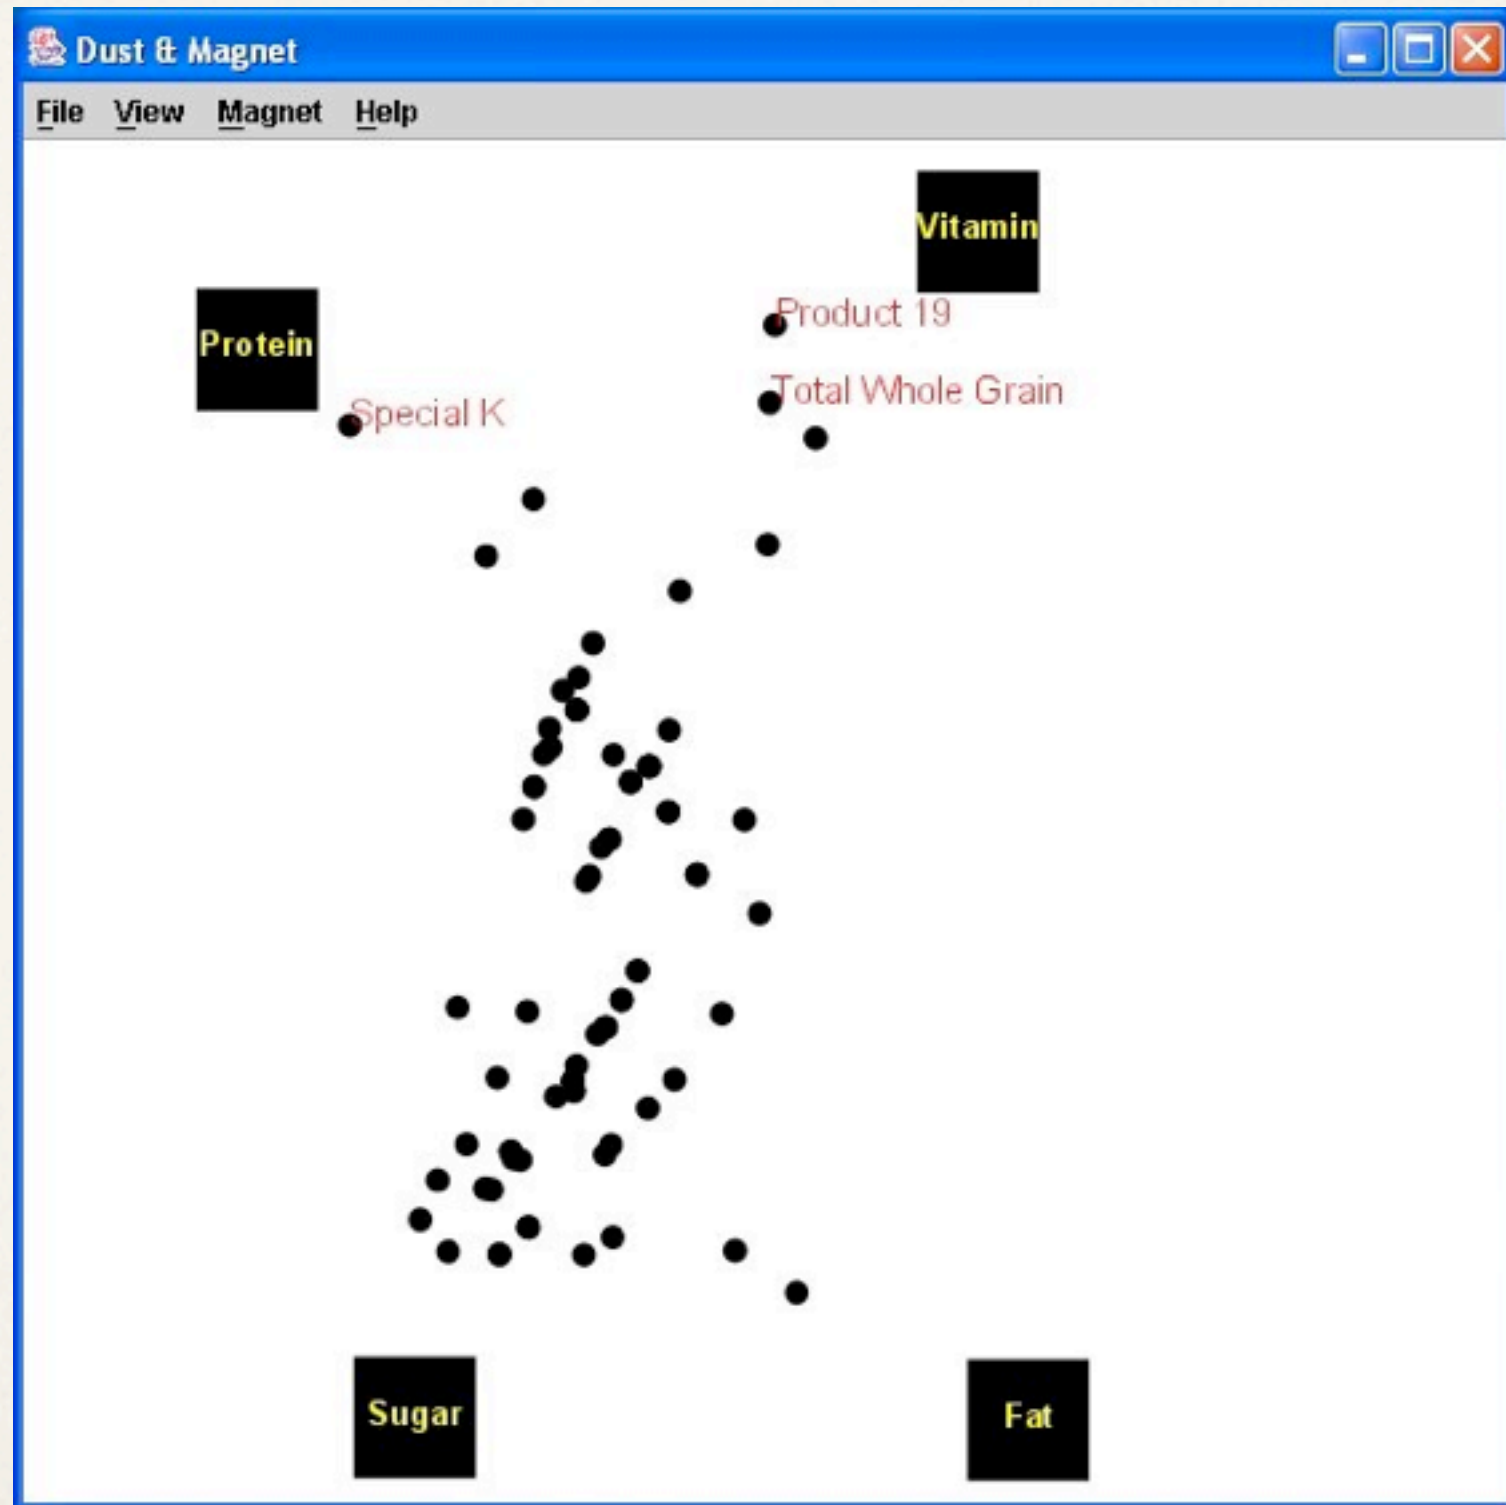 Dust & Magnet
File View Magnet Help
Vitamin
Product 19
Protein
Total Whole Grain
Special K
Sugar
Fat